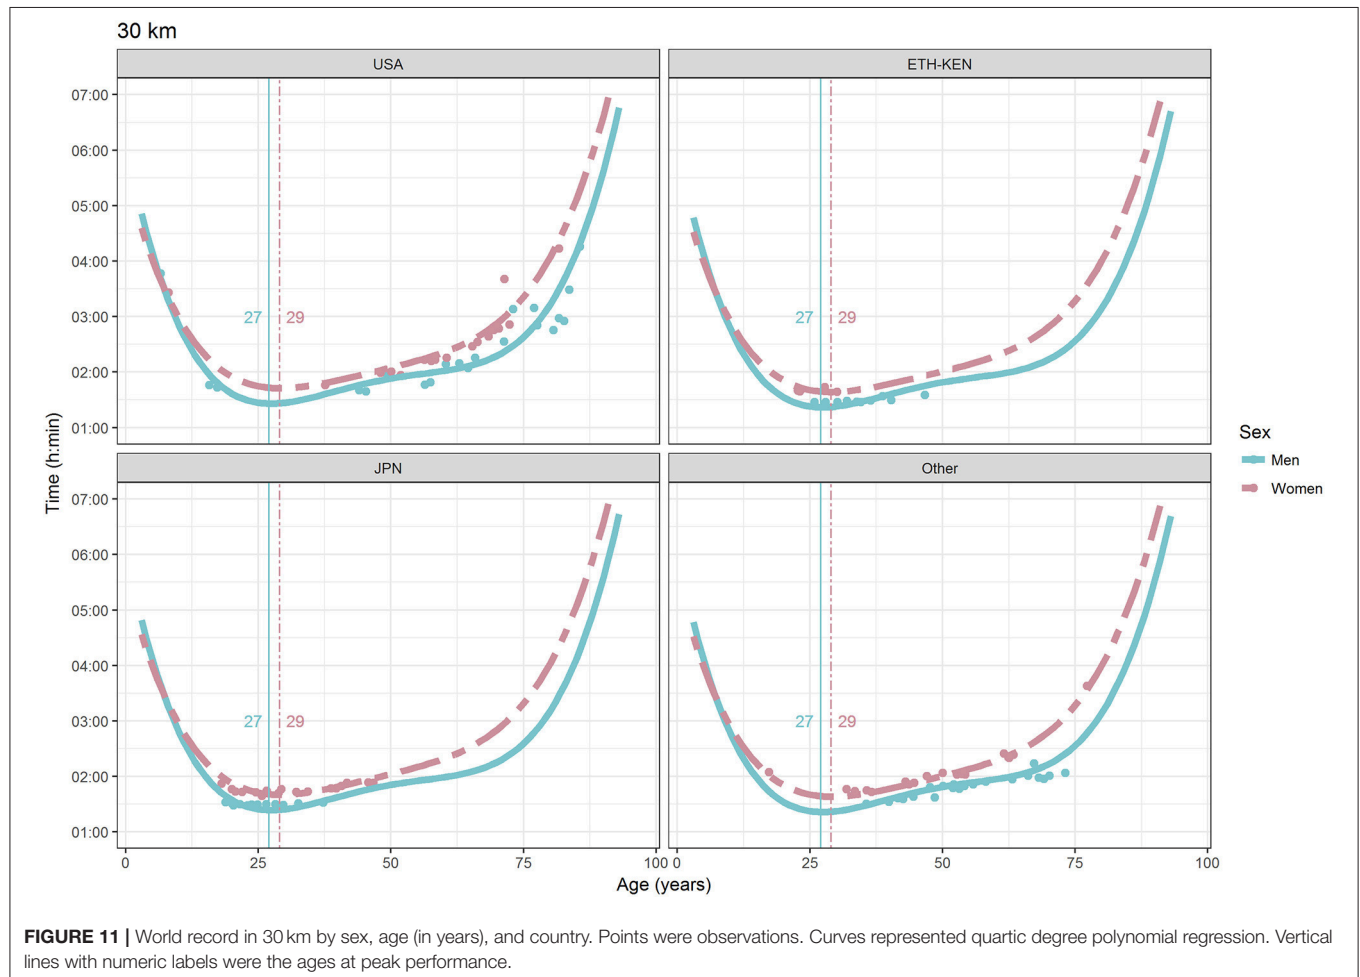 30 km
USA
ETH-KEN
07:00
06:00
05:00
04:00
03:00
02:00
01:00
27
29
27
29
JPN
Other
07:00
06:00
05:00
04:00
03:00
02:00
01:00
27
29
27
29
0
25
50
75
100
0
25
50
75
100
Time (h:min)
Age (years)
Sex
Men
Women
FIGURE 11 | World record in 30 km by sex, age (in years), and country. Points were observations. Curves represented quartic degree polynomial regression. Vertical
lines with numeric labels were the ages at peak performance.